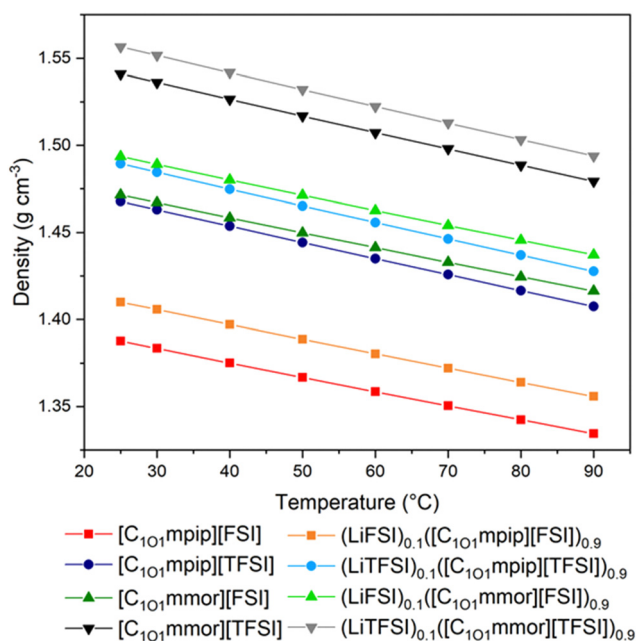 1.55
1.50
1.45
1.40
1.35
Density (g cm⁻³)
20 30 40 50 60 70 80 90
Temperature (°C)
[C₁O₁mpip][FSI] (LiFSI)₀.₁([C₁O₁mpip][FSI])₀.₉
[C₁O₁mpip][TFSI] (LiTFSI)₀.₁([C₁O₁mpip][TFSI])₀.₉
[C₁O₁mmor][FSI] (LiFSI)₀.₁([C₁O₁mmor][FSI])₀.₉
[C₁O₁mmor][TFSI] (LiTFSI)₀.₁([C₁O₁mmor][TFSI])₀.₉